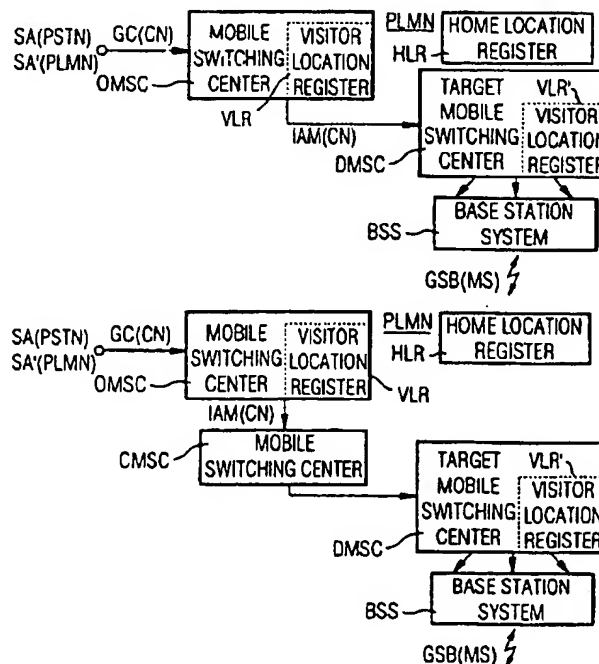 SA(PSTN)
SA'(PLMN)
GC(CN)
OMSC
MOBILE
SWITCHING
CENTER
VISITOR
LOCATION
REGISTER
VLR
IAM(CN)
PLMN
HLR
HOME LOCATION
REGISTER
TARGET
MOBILE
SWITCHING
CENTER
VLR'
VISITOR
LOCATION
REGISTER
DMSC
BSS
BASE STATION
SYSTEM
GSB(MS)
SA(PSTN)
SA'(PLMN)
GC(CN)
OMSC
MOBILE
SWITCHING
CENTER
VISITOR
LOCATION
REGISTER
VLR
PLMN
HLR
HOME LOCATION
REGISTER
IAM(CN)
CMSC
MOBILE
SWITCHING CENTER
TARGET
MOBILE
SWITCHING
CENTER
VLR'
VISITOR
LOCATION
REGISTER
DMSC
BSS
BASE STATION
SYSTEM
GSB(MS)